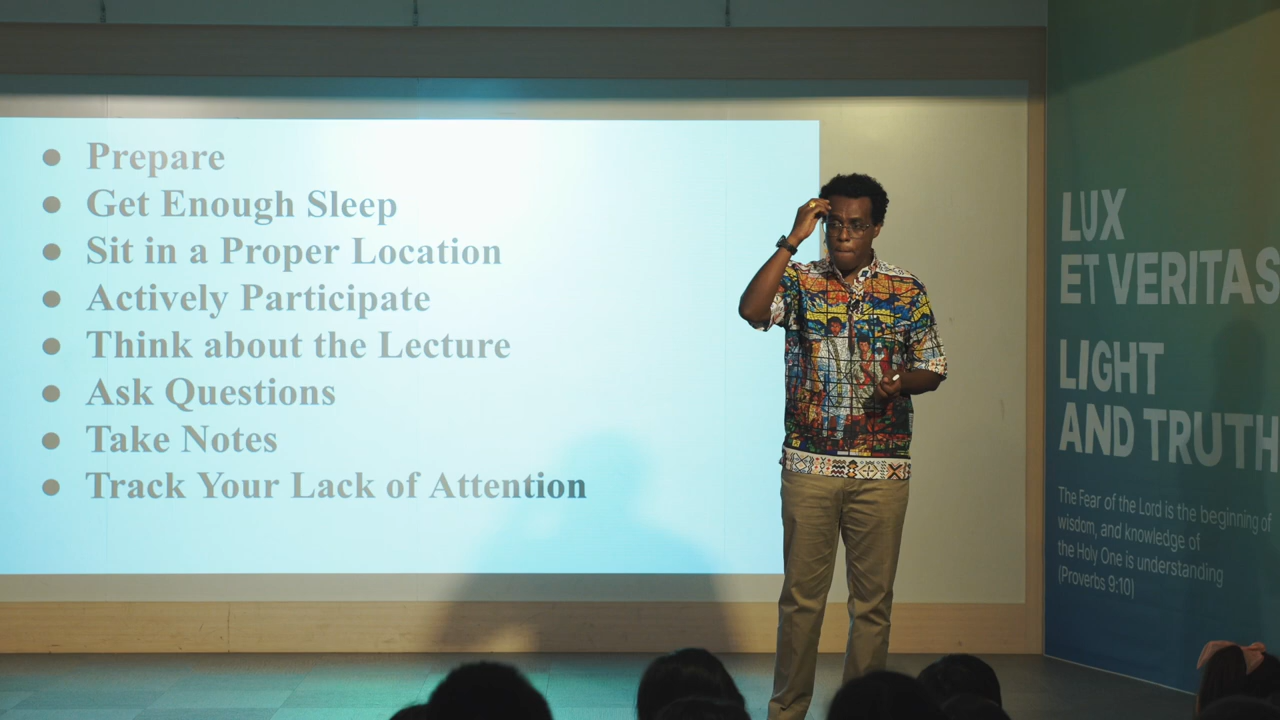 Prepare
Get Enough Sleep
Sit in a Proper Location
Actively Participate
Think about the Lecture
Ask Questions
Take Notes
Track Your Lack of Attention
LUX
ET VERITAS
LIGHT
AND TRUTH
The Fear of the Lord is the beginning of
wisdom, and knowledge of
the Holy One is understanding
(Proverbs 9:10)